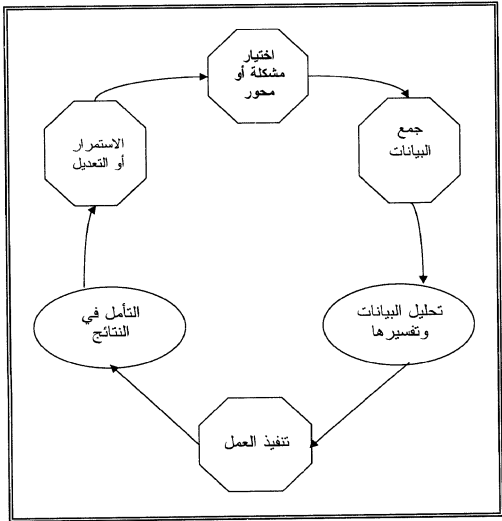 اختيار
مشكلة أو
محور
جمع
البيانات
تحليل البيانات
وتفسيرها
تنفيذ العمل
التأمل في
النتائج
الاستمرار
أو التعديل